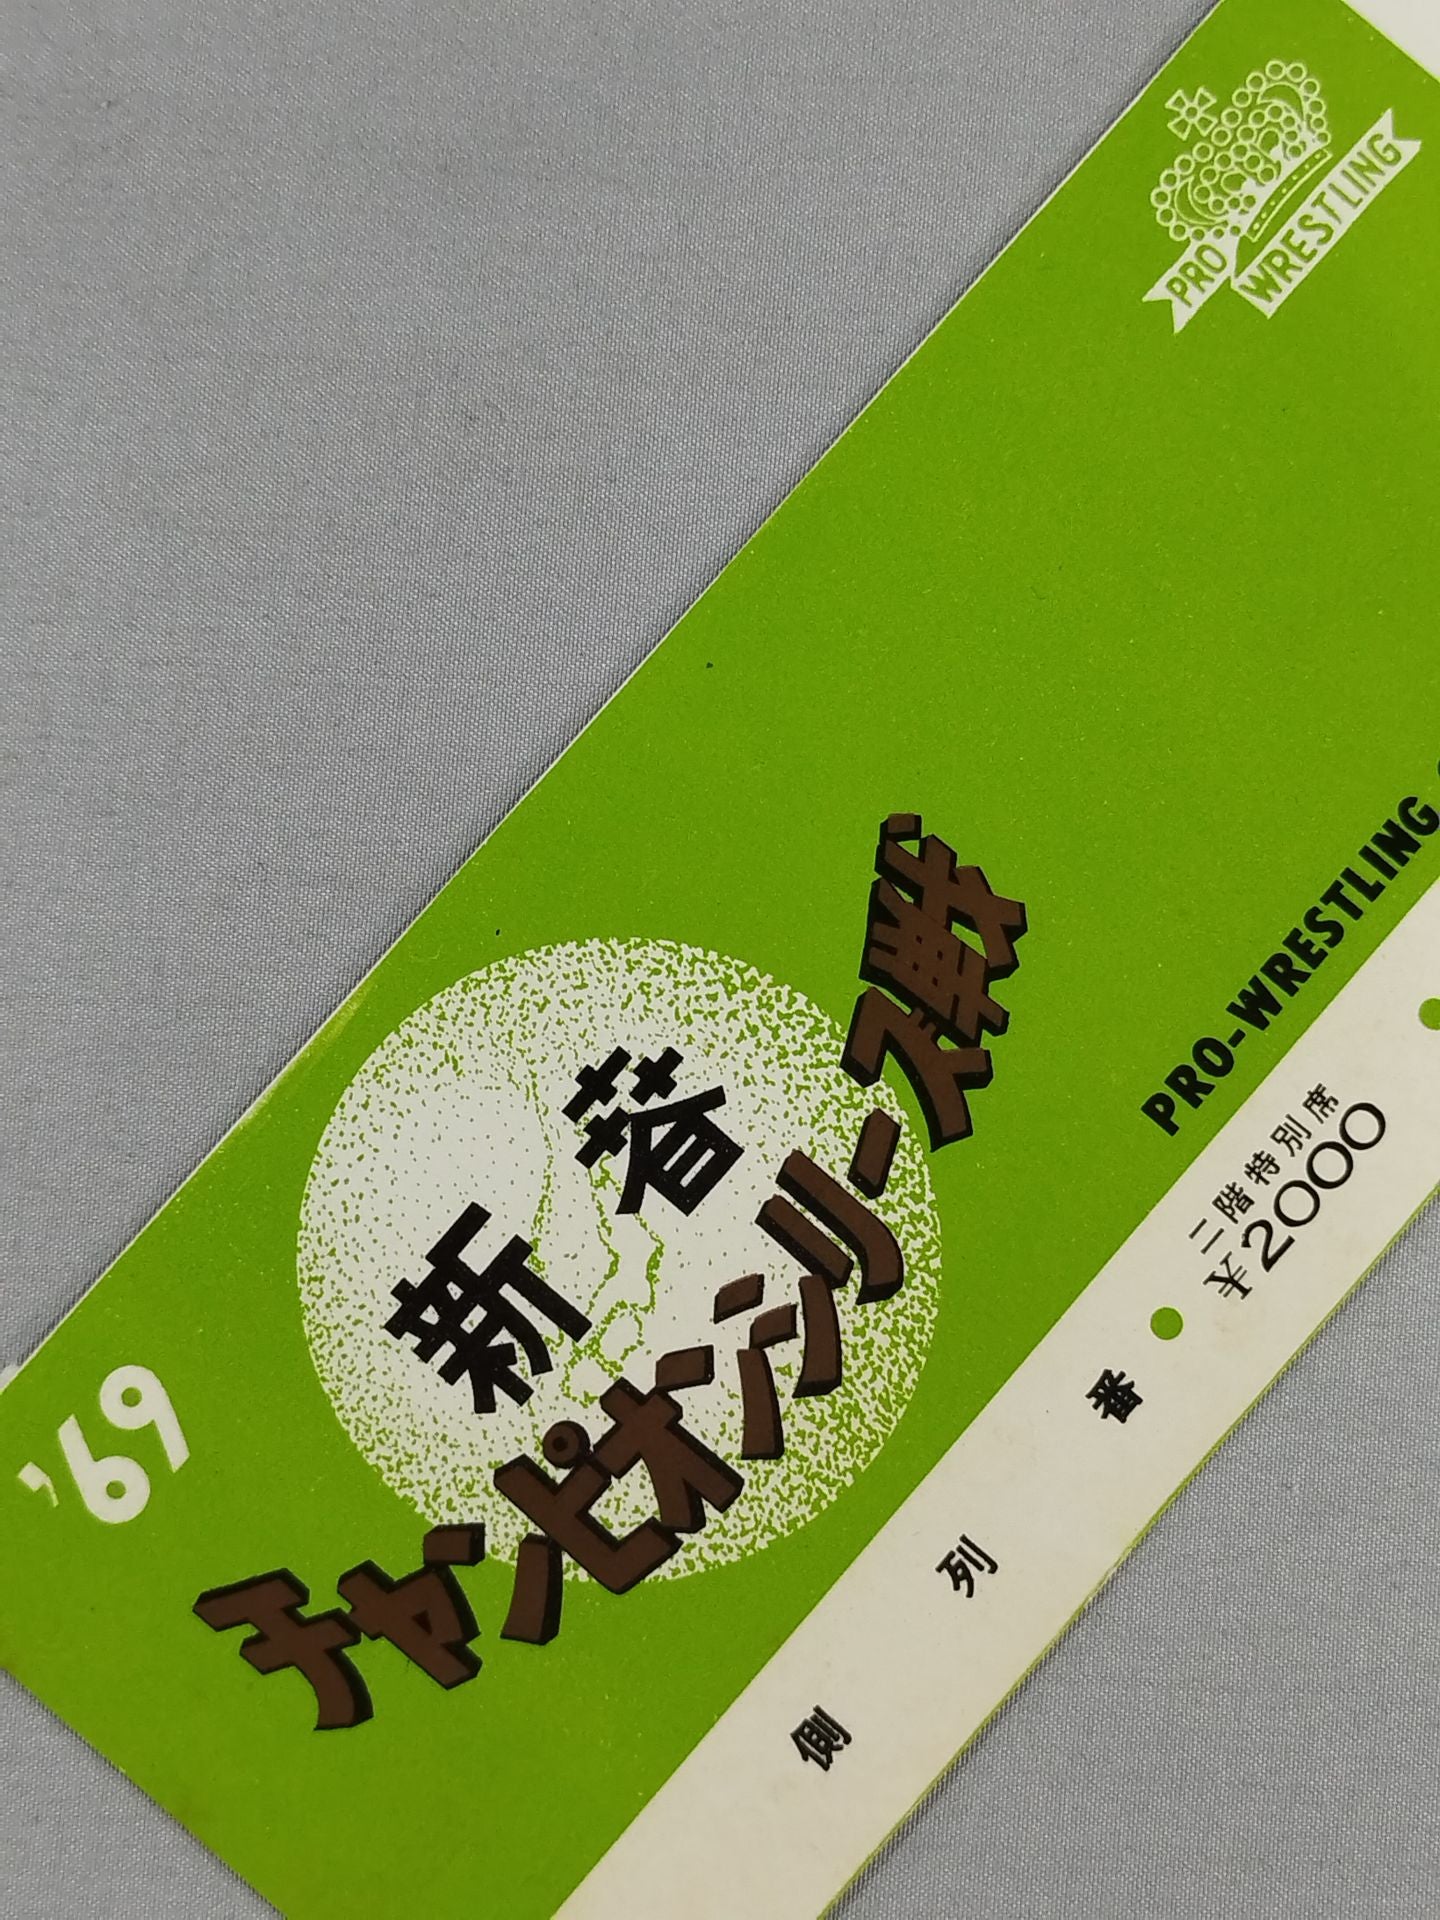 PRO WRESTLING
'69
新春
チャンピオンシリーズ戦
PRO-WRESTLING
側 列 番
二階特別席
¥2000